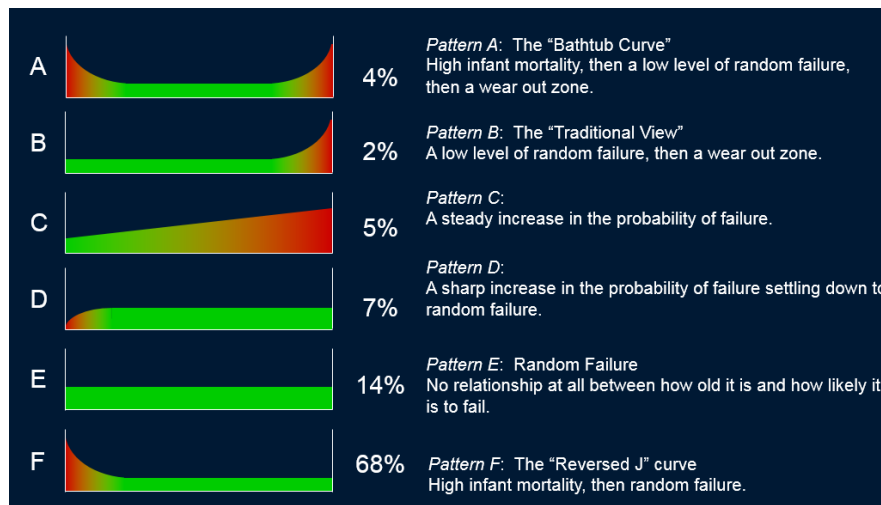 A
4%
Pattern A: The “Bathtub Curve”
High infant mortality, then a low level of random failure,
then a wear out zone.
B
2%
Pattern B: The “Traditional View”
A low level of random failure, then a wear out zone.
C
5%
Pattern C:
A steady increase in the probability of failure.
D
7%
Pattern D:
A sharp increase in the probability of failure settling down to
random failure.
E
14%
Pattern E: Random Failure
No relationship at all between how old it is and how likely it
is to fail.
F
68%
Pattern F: The “Reversed J” curve
High infant mortality, then random failure.